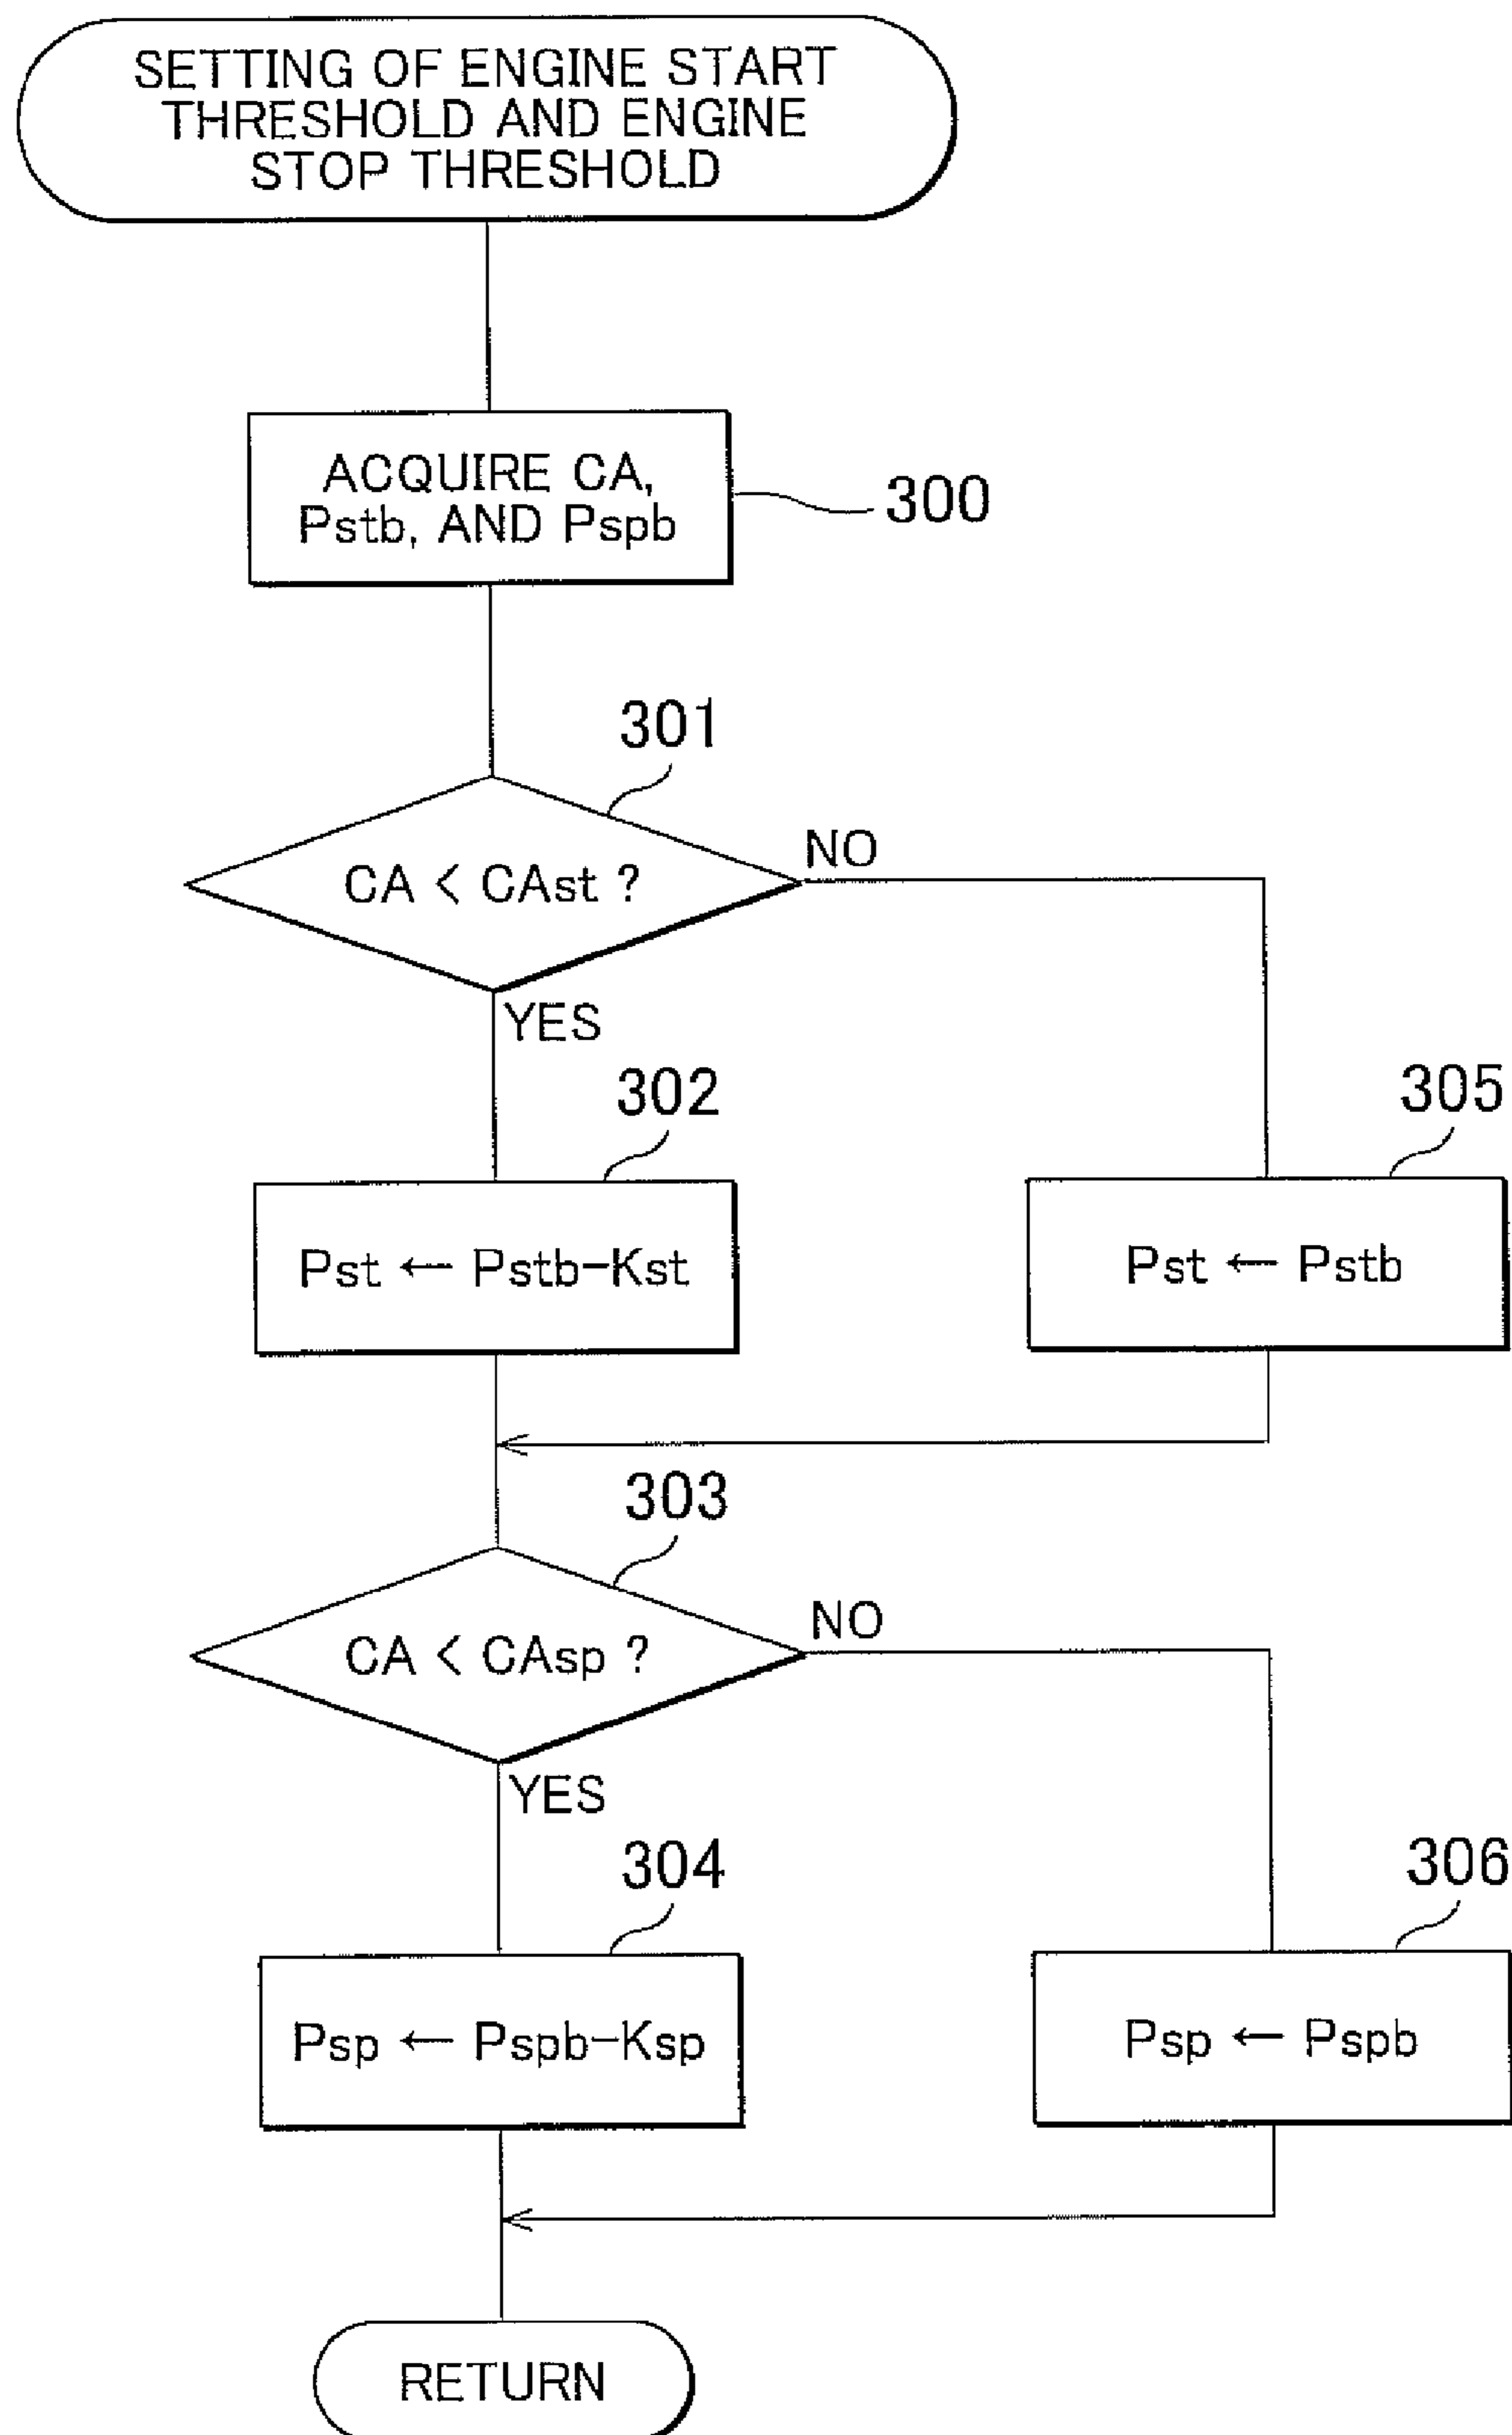 SETTING OF ENGINE START
THRESHOLD AND ENGINE
STOP THRESHOLD
ACQUIRE CA,
Pstb, AND Pspb
300
301
CA < CAst ?
NO
YES
302
Pst ← Pstb-Kst
305
Pst ← Pstb
303
CA < CAsp ?
NO
YES
304
Psp ← Pspb-Ksp
306
Psp ← Pspb
RETURN